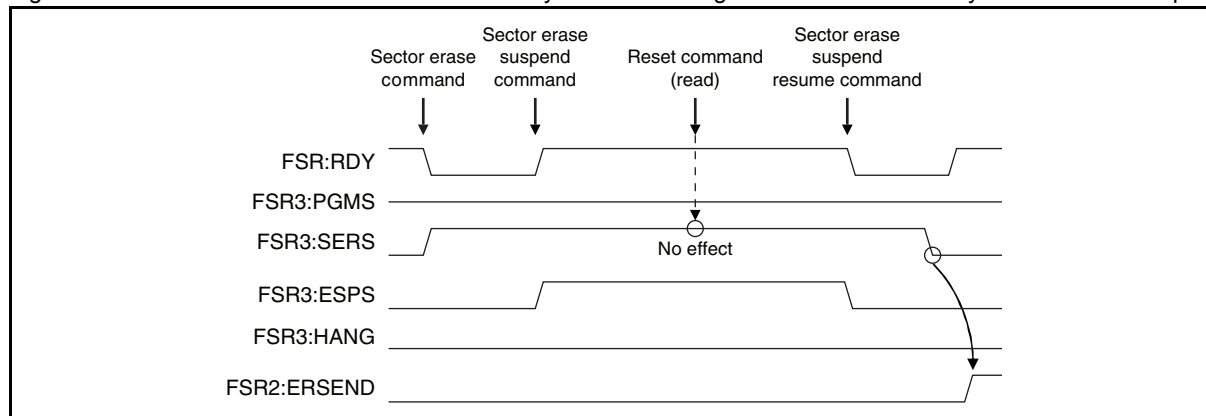 Sector erase
command
Sector erase
suspend
command
Reset command
(read)
Sector erase
suspend
resume command
FSR:RDY
FSR3:PGMS
FSR3:SERS
No effect
FSR3:ESPS
FSR3:HANG
FSR2:ERSEND